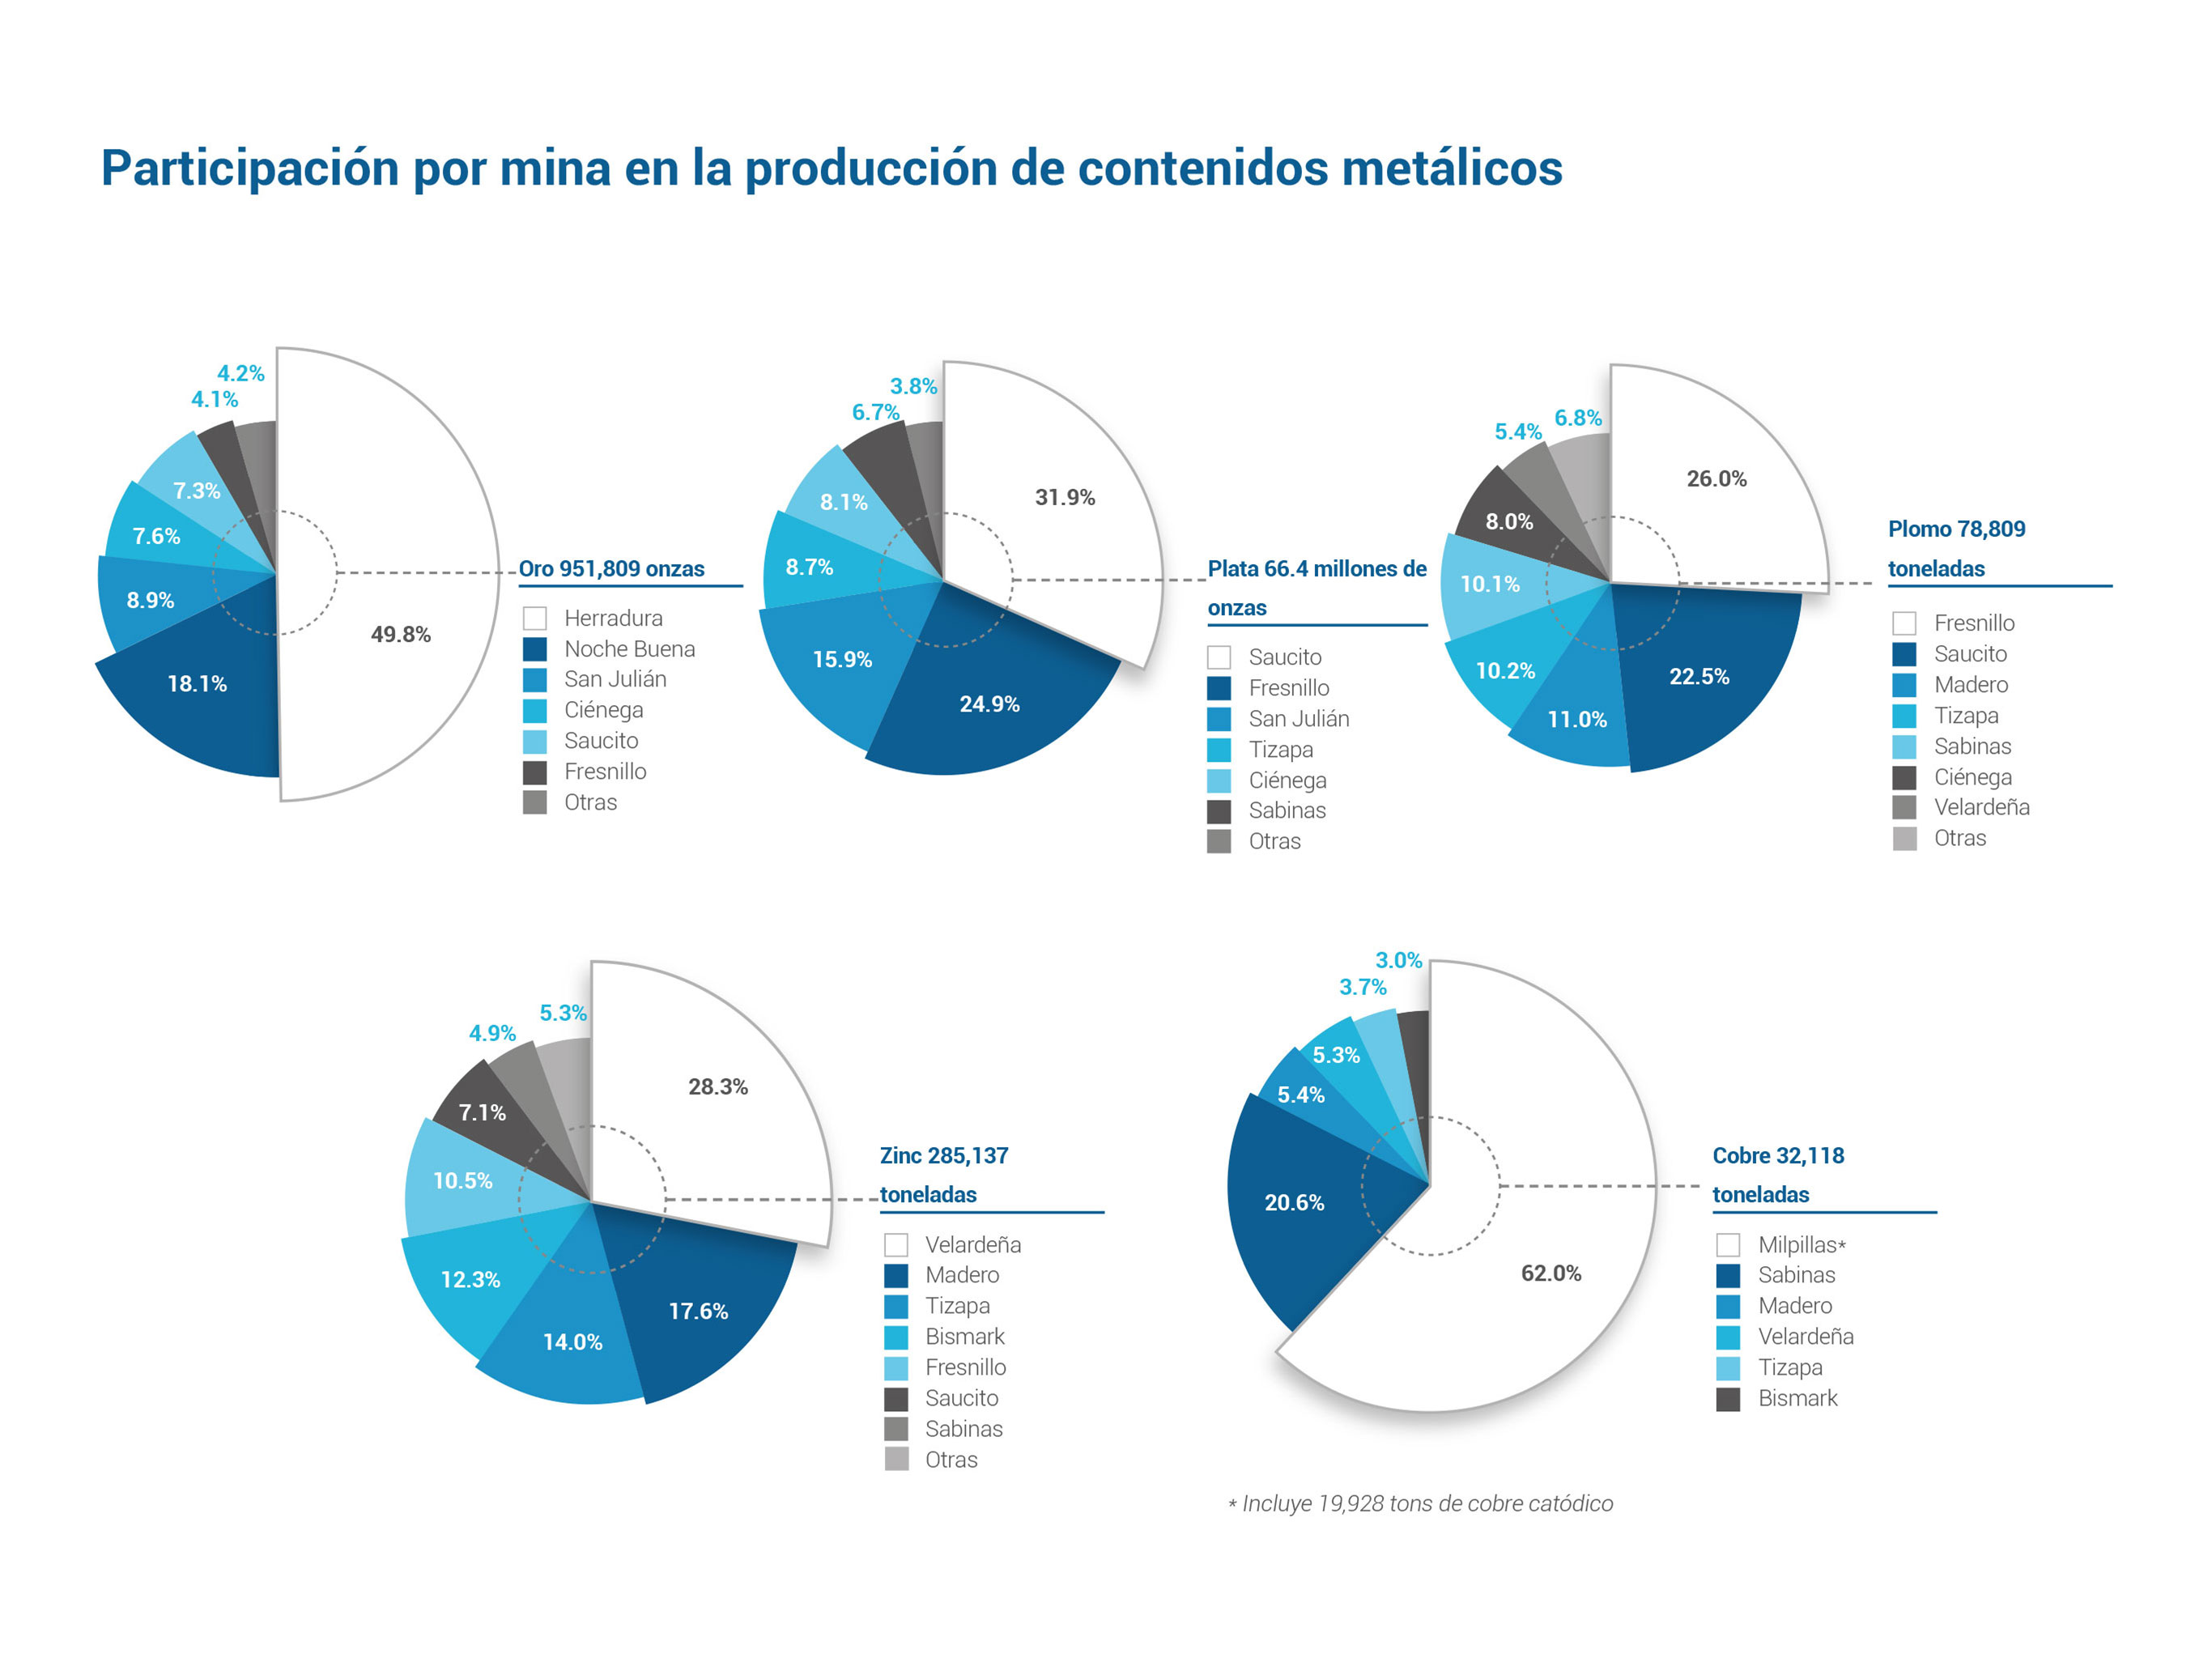 Participación por mina en la producción de contenidos metálicos
4.2%
4.1%
7.3%
7.6%
8.9%
18.1%
49.8%
Oro 951,809 onzas
Herradura
Noche Buena
San Julián
Ciénega
Saucito
Fresnillo
Otras
3.8%
6.7%
8.1%
8.7%
15.9%
24.9%
31.9%
Plata 66.4 millones de
onzas
Saucito
Fresnillo
San Julián
Tizapa
Ciénega
Sabinas
Otras
6.8%
5.4%
8.0%
10.1%
10.2%
11.0%
22.5%
26.0%
Plomo 78,809
toneladas
Fresnillo
Saucito
Madero
Tizapa
Sabinas
Ciénega
Velardeña
Otras
5.3%
4.9%
7.1%
10.5%
12.3%
14.0%
17.6%
28.3%
Zinc 285,137
toneladas
Velardeña
Madero
Tizapa
Bismark
Fresnillo
Saucito
Sabinas
Otras
3.0%
3.7%
5.3%
5.4%
20.6%
62.0%
Cobre 32,118
toneladas
Milpillas*
Sabinas
Madero
Velardeña
Tizapa
Bismark
* Incluye 19,928 tons de cobre catódico